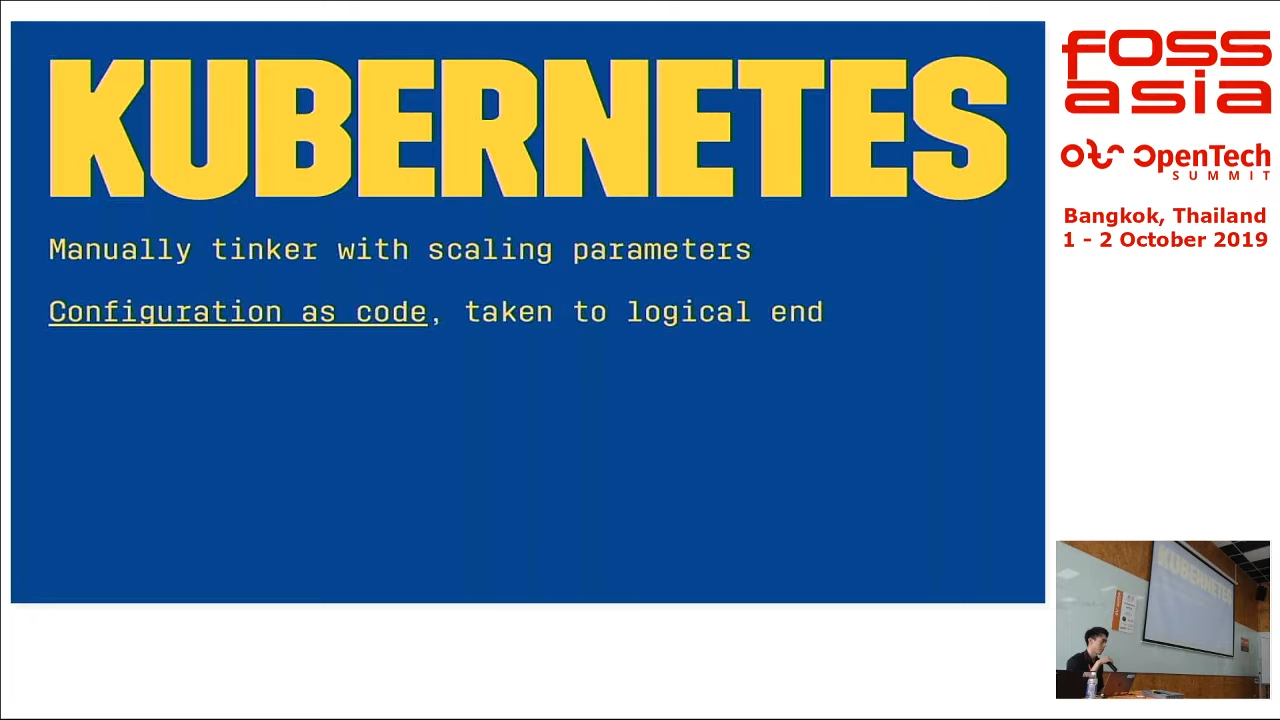 KUBERNETES
Manually tinker with scaling parameters
Configuration as code, taken to logical end
foss
asia
OpenTech
SUMMIT
Bangkok, Thailand
1 - 2 October 2019
KUBERNETES